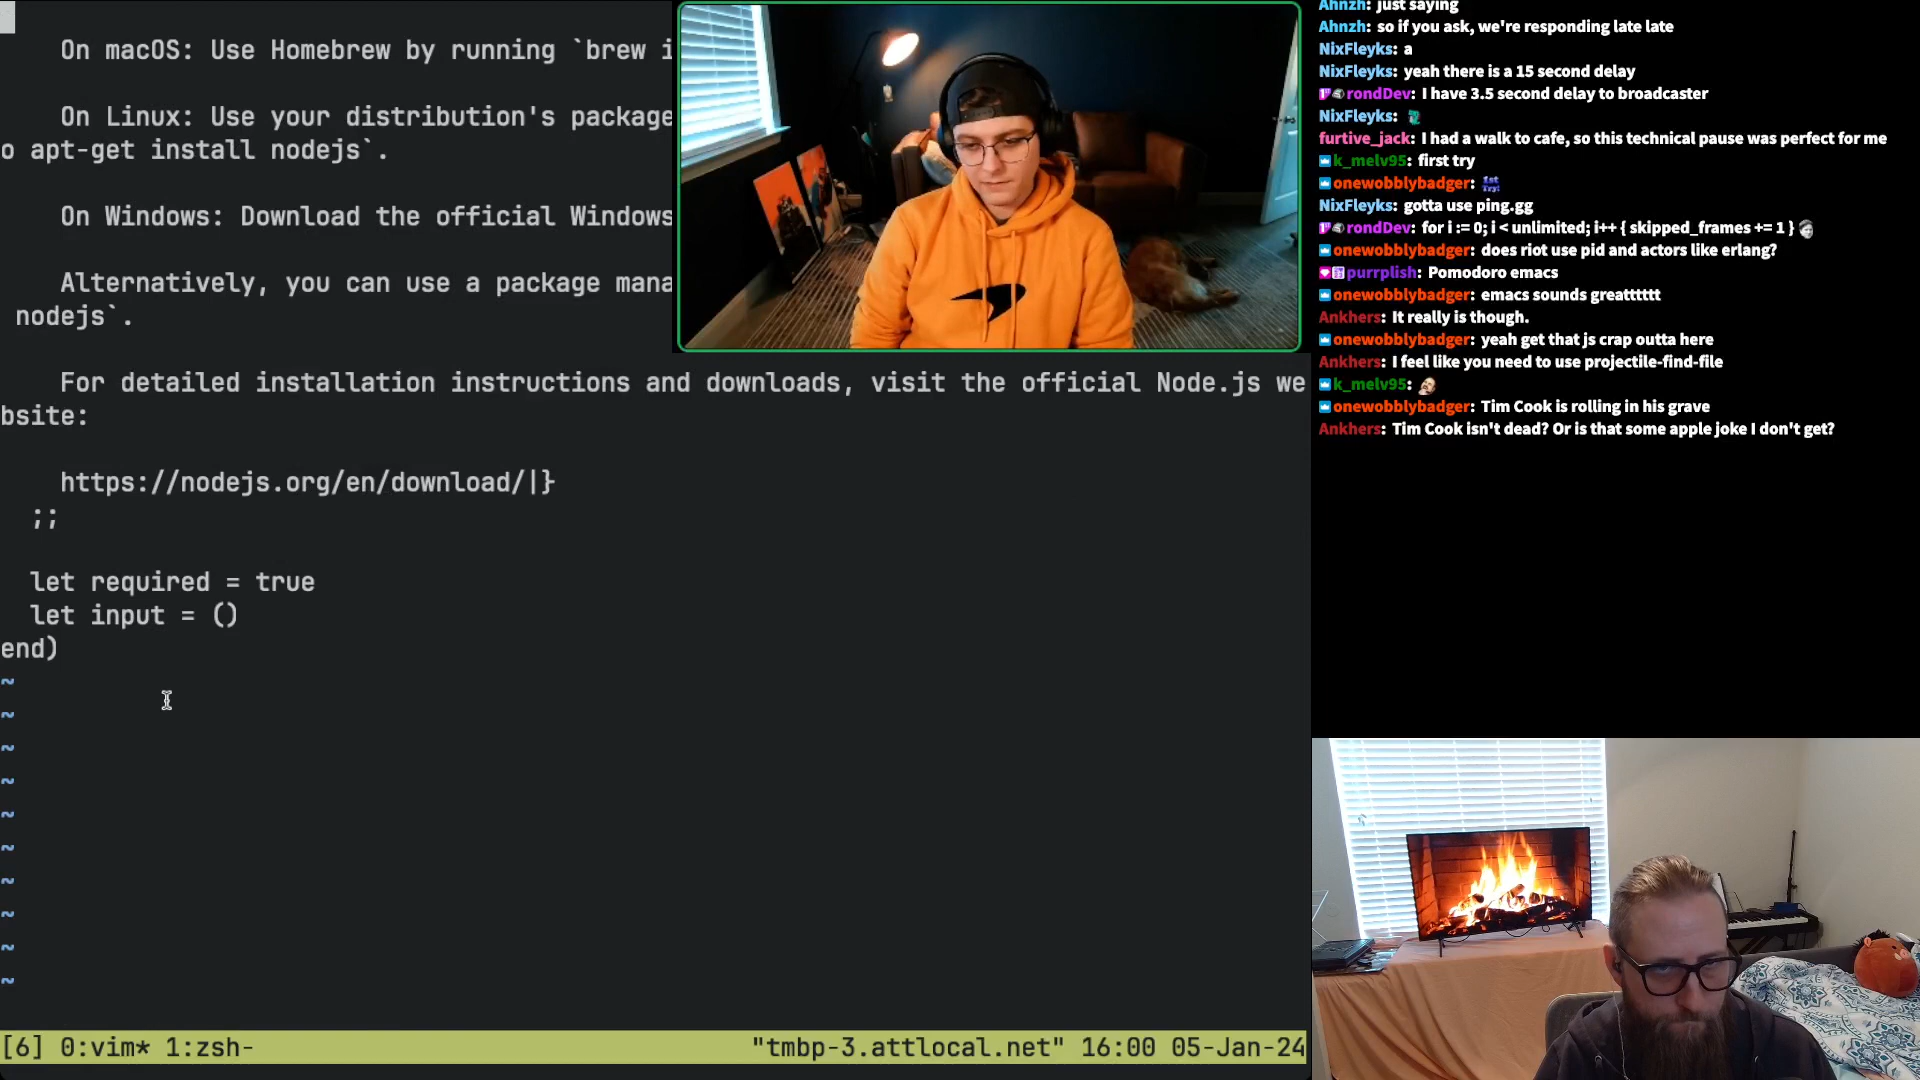 On macOS: Use Homebrew by running `brew i
On Linux: Use your distribution's package
o apt-get install nodejs`.
On Windows: Download the official Windows
Alternatively, you can use a package mana
nodejs`.
For detailed installation instructions and downloads, visit the official Node.js we
bsite:
https://nodejs.org/en/download/|}
;;
let required = true
let input = ()
end)
~
~
~
~
~
~
~
~
~
~
[6] 0:vim* 1:zsh- "tmbp-3.attlocal.net" 16:00 05-Jan-24
Ahnzh: just saying
Ahnzh: so if you ask, we're responding late late
NixFleyks: a
NixFleyks: yeah there is a 15 second delay
rondDev: I have 3.5 second delay to broadcaster
NixFleyks:
furtive_jack: I had a walk to cafe, so this technical pause was perfect for me
k_melv95: first try
onewobblybadger: 1st Try!
NixFleyks: gotta use ping.gg
rondDev: for i := 0; i < unlimited; i++ { skipped_frames += 1 }
onewobblybadger: does riot use pid and actors like erlang?
purrplish: Pomodoro emacs
onewobblybadger: emacs sounds greatttttt
Ankhers: It really is though.
onewobblybadger: yeah get that js crap outta here
Ankhers: I feel like you need to use projectile-find-file
k_melv95:
onewobblybadger: Tim Cook is rolling in his grave
Ankhers: Tim Cook isn't dead? Or is that some apple joke I don't get?